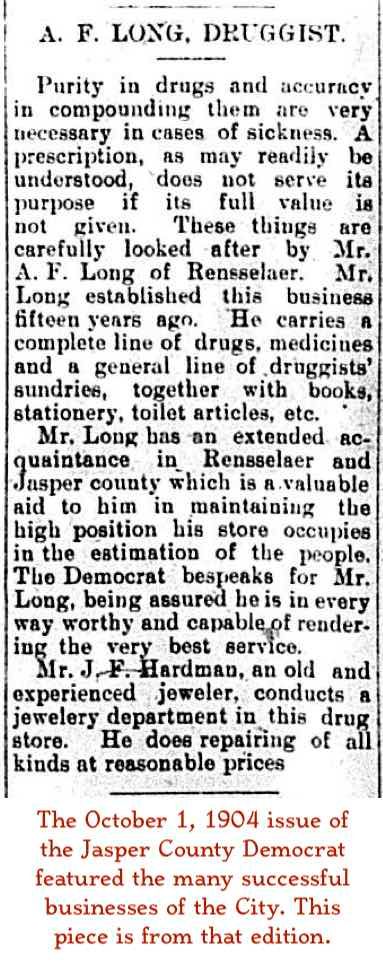 A. F. LONG, DRUGGIST.
Purity in drugs and accuracy
in compounding them are very
necessary in cases of sickness. A
prescription, as may readily be
understood, does not serve its
purpose if its full value is
not given. These things are
carefully looked after by Mr.
A. F. Long of Rensselaer. Mr.
Long established this business
fifteen years ago. He carries a
complete line of drugs, medicines
and a general line of druggists'
sundries, together with books,
stationery, toilet articles, etc.
Mr. Long has an extended ac-
quaintance in Rensselaer and
Jasper county which is a valuable
aid to him in maintaining the
high position his store occupies
in the estimation of the people.
The Democrat bespeaks for Mr.
Long, being assured he is in every
way worthy and capable of render-
ing the very best service.
Mr. J. F. Hardman, an old and
experienced jeweler, conducts a
jewelery department in this drug
store. He does repairing of all
kinds at reasonable prices
The October 1, 1904 issue of
the Jasper County Democrat
featured the many successful
businesses of the City. This
piece is from that edition.